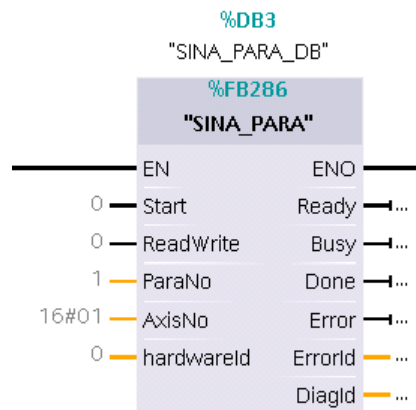 %DB3
"SINA_PARA_DB"
%FB286
"SINA_PARA"
EN ENO
0 Start Ready ...
0 ReadWrite Busy ...
1 ParaNo Done ...
16#01 AxisNo Error ...
0 hardwareId ErrorId ...
DiagId ...